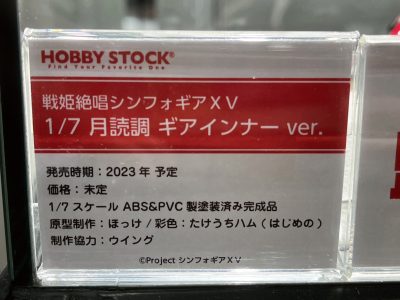 HOBBY STOCK®
Find Your Favorite One
戦姫絶唱シンフォギアXV
1/7 月読調 ギアインナー ver.
発売時期：2023年 予定
価格：未定
1/7 スケール ABS&PVC 製塗装済み完成品
原型制作：ほっけ / 彩色：たけうちハム ( はじめの )
制作協力：ウイング
©Project シンフォギアXV